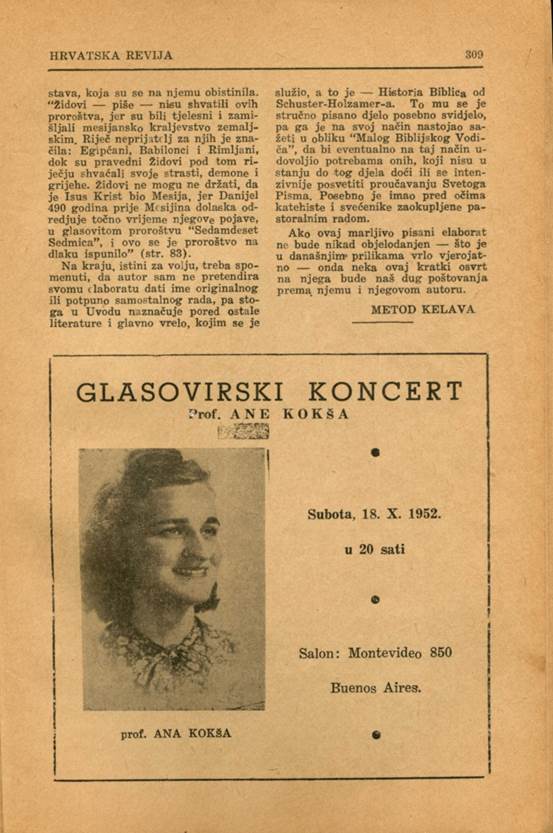 HRVATSKA REVIJA 309
stava, koja su se na njemu obistinila.
"Židovi — piše — nisu shvatili ovih
proroštva, jer su bili tjelesni i zami-
šljali mesijansko kraljevstvo zemalj-
skim. Riječ neprijatelj za njih je zna-
čila: Egipčani, Babilonci i Rimljani,
dok su pravedni Židovi pod tom ri-
ječju shvaćali svoje strasti, demone i
grijehe. Židovi ne mogu ne držati, da
je Isus Krist bio Mesija, jer Danijel
490 godina prije Mesijina dolaska od-
redjuje točno vrijeme njegove pojave,
u glasovitom proroštvu "Sedamdeset
Sedmica", i ovo se je proroštvo na
dlaku ispunilo" (str. 83).
Na kraju, istini za volju, treba spo-
menuti, da autor sam ne pretendira
svomu elaboratu dati ime originalnog
ili potpuno samostalnog rada, pa sto-
ga u Uvodu naznačuje pored ostale
literature i glavno vrelo, kojim se je
služio, a to je — Historia Biblica od
Schuster-Holzamer-a. To mu se je
stručno pisano djelo posebno svidjelo,
pa ga je na svoj način nastojao sa-
žeti u obliku "Malog Biblijskog Vodi-
ča", da bi eventualno na taj način u-
dovoljio potrebama onih, koji nisu u
stanju do tog djela doći ili se inten-
zivnije posvetiti proučavanju Svetoga
Pisma. Posebno je imao pred očima
katehiste i svećenike zaokupljene pa-
storalnim radom.
Ako ovaj marljivo pisani elaborat
ne bude nikad objelodanjen — što je
u današnjim prilikama vrlo vjerojat-
no — onda neka ovaj kratki osvrt
na njega bude naš dug poštovanja
prema njemu i njegovom autoru.
METOD KELAVA
GLASOVIRSKI KONCERT
Prof. ANE KOKŠA
Subota, 18. X. 1952.
u 20 sati
Salon: Montevideo 850
Buenos Aires.
prof. ANA KOKŠA